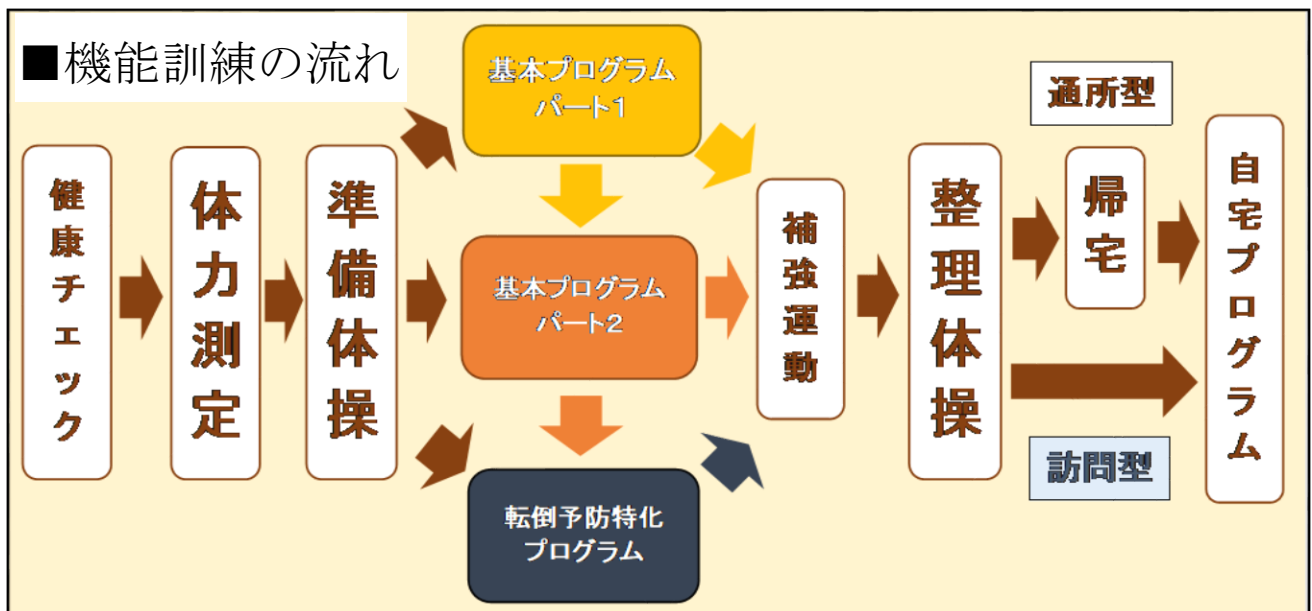 ■機能訓練の流れ
健康チェック
体力測定
準備体操
基本プログラム
パート1
基本プログラム
パート2
転倒予防特化
プログラム
補強運動
整理体操
通所型
帰宅
訪問型
自宅プログラム